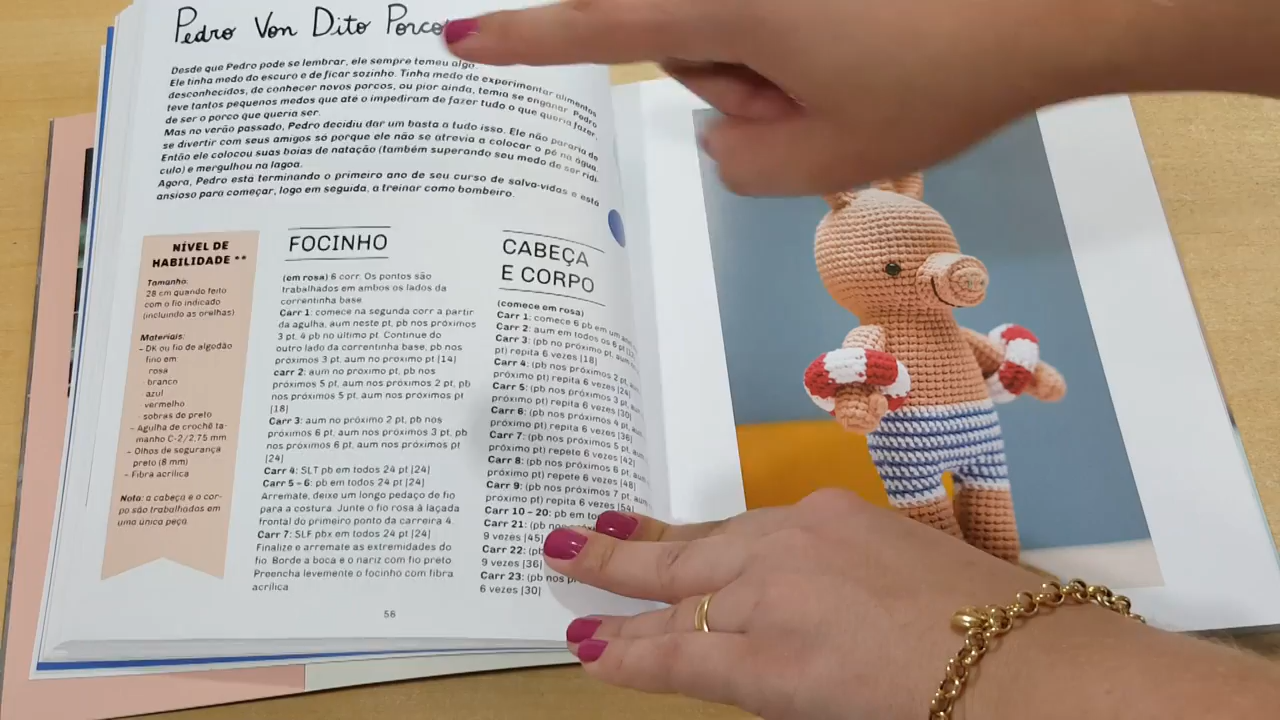 Pedro Von Dito Porco
Desde que Pedro pode se lembrar, ele sempre temeu algo.
Ele tinha medo do escuro e de ficar sozinho. Tinha medo de experimentar alimentos
desconhecidos, de conhecer novos porcos, ou pior ainda, temia se enganar. Pedro
teve tantos pequenos medos que até o impediram de fazer tudo o que queria fazer,
de ser o porco que queria ser.
Mas no verão passado, Pedro decidiu dar um basta a tudo isso. Ele não pararia de
se divertir com seus amigos só porque ele não se atrevia a colocar o pé na água.
Então ele colocou suas boias de natação (também superando seu medo de ser ridí-
culo) e mergulhou na lagoa.
Agora, Pedro está terminando o primeiro ano de seu curso de salva-vidas e está
ansioso para começar, logo em seguida, a treinar como bombeiro.
NÍVEL DE
HABILIDADE **
Tamanho:
28 cm quando feito
com o fio indicado
(incluindo as orelhas)
Materiais:
- DK ou fio de algodão
fino em
rosa
branco
azul
vermelho
sobras de preto
- Agulha de crochê ta-
manho C-2/2.75 mm
- Olhos de segurança
preto (8 mm)
- Fibra acrílica
Nota: a cabeça e o cor-
po são trabalhados em
uma única peça.
FOCINHO
(em rosa) 6 corr. Os pontos são
trabalhados em ambos os lados da
correntinha base.
Carr 1: comece na segunda corr a partir
da agulha, aum neste pt, pb nos próximos
3 pt, 4 pb no último pt. Continue do
outro lado da correntinha base, pb nos
próximos 3 pt, aum no proximo pt [14]
carr 2: aum no próximo pt, pb nos
próximos 5 pt, aum nos próximos 2 pt, pb
nos próximos 5 pt, aum nos próximos pt
[18]
Carr 3: aum no próximo 2 pt, pb nos
próximos 6 pt, aum nos próximos 3 pt, pb
nos próximos 6 pt, aum nos próximos pt
[24]
Carr 4: SLT pb em todos 24 pt [24]
Carr 5 - 6: pb em todos 24 pt [24]
Arremate, deixe um longo pedaço de fio
para a costura. Junte o fio rosa à laçada
frontal do primeiro ponto da carreira 4.
Carr 7: SLF pbx em todos 24 pt [24]
Finalize e arremate as extremidades do
fio. Borde a boca e o nariz com fio preto.
Preencha levemente o focinho com fibra
acrílica
CABEÇA
E CORPO
(comece em rosa)
Carr 1: comece 6 pb em um
Carr 2: aum em todos os 6 pt
Carr 3: (pb no próximo pt, aum
pt) repita 6 vezes [18]
Carr 4: (pb nos próximos 2 pt, aum
próximo pt) repita 6 vezes [24]
Carr 5: (pb nos próximos 3 pt, aum
próximo pt) repita 6 vezes [30]
Carr 6: (pb nos próximos 4 pt, aum
próximo pt) repita 6 vezes [36]
Carr 7: (pb nos próximos 5 pt, aum
próximo pt) repete 6 vezes [42]
Carr 8: (pb nos próximos 6 pt, aum
próximo pt) repete 6 vezes [48]
Carr 9: (pb nos próximos 7 pt, aum
próximo pt) repita 6 vezes [54]
Carr 10 - 20: pb em to
Carr 21: (pb nos
9 vezes [45]
Carr 22: (pb
9 vezes [36]
Carr 23: (pb nos p
6 vezes [30]
56